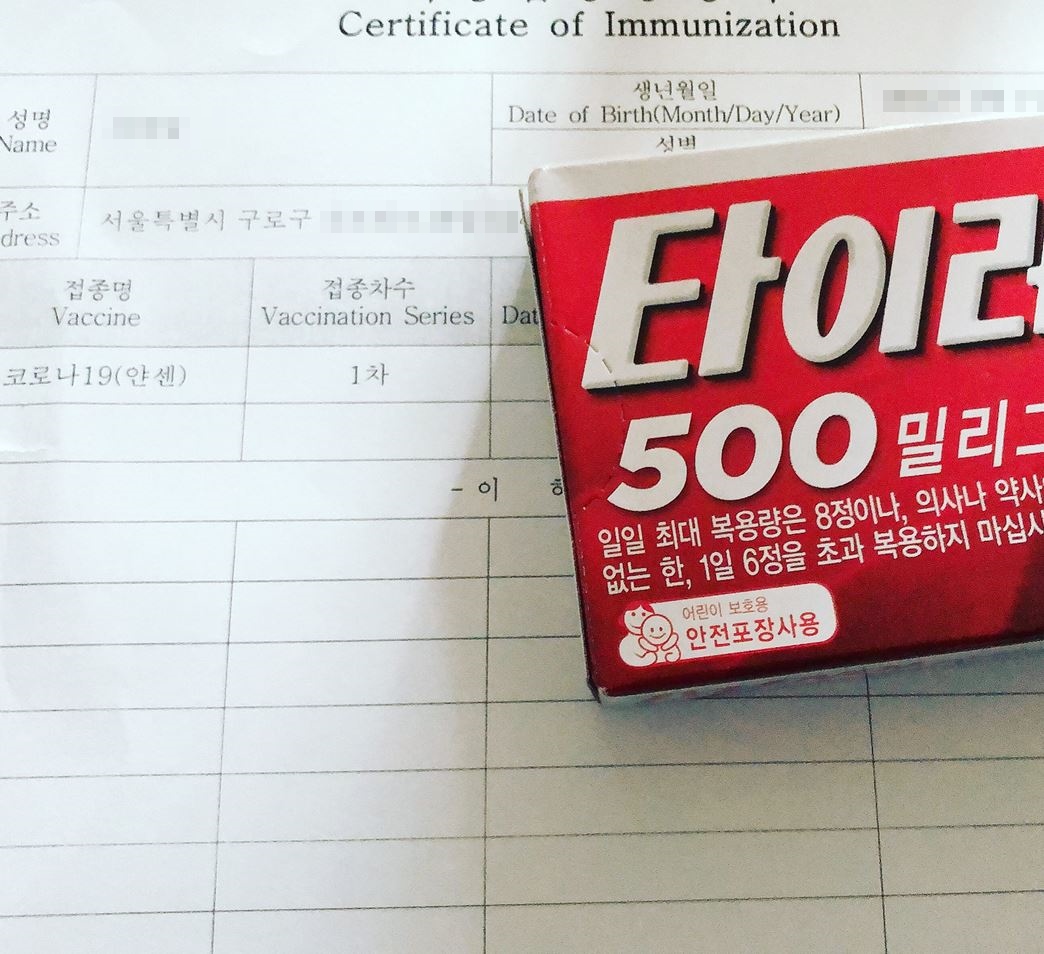 Certificate of Immunization
성명
Name
생년월일
Date of Birth(Month/Day/Year)
성별
주소
dress
서울특별시 구로구
접종명
Vaccine
접종차수
Vaccination Series
Dat
코로나19(얀센)
1차
- 이
타이레
500 밀리그
일일 최대 복용량은 8정이나, 의사나 약사
없는 한, 1일 6정을 초과 복용하지 마십시
어린이 보호용
안전포장사용